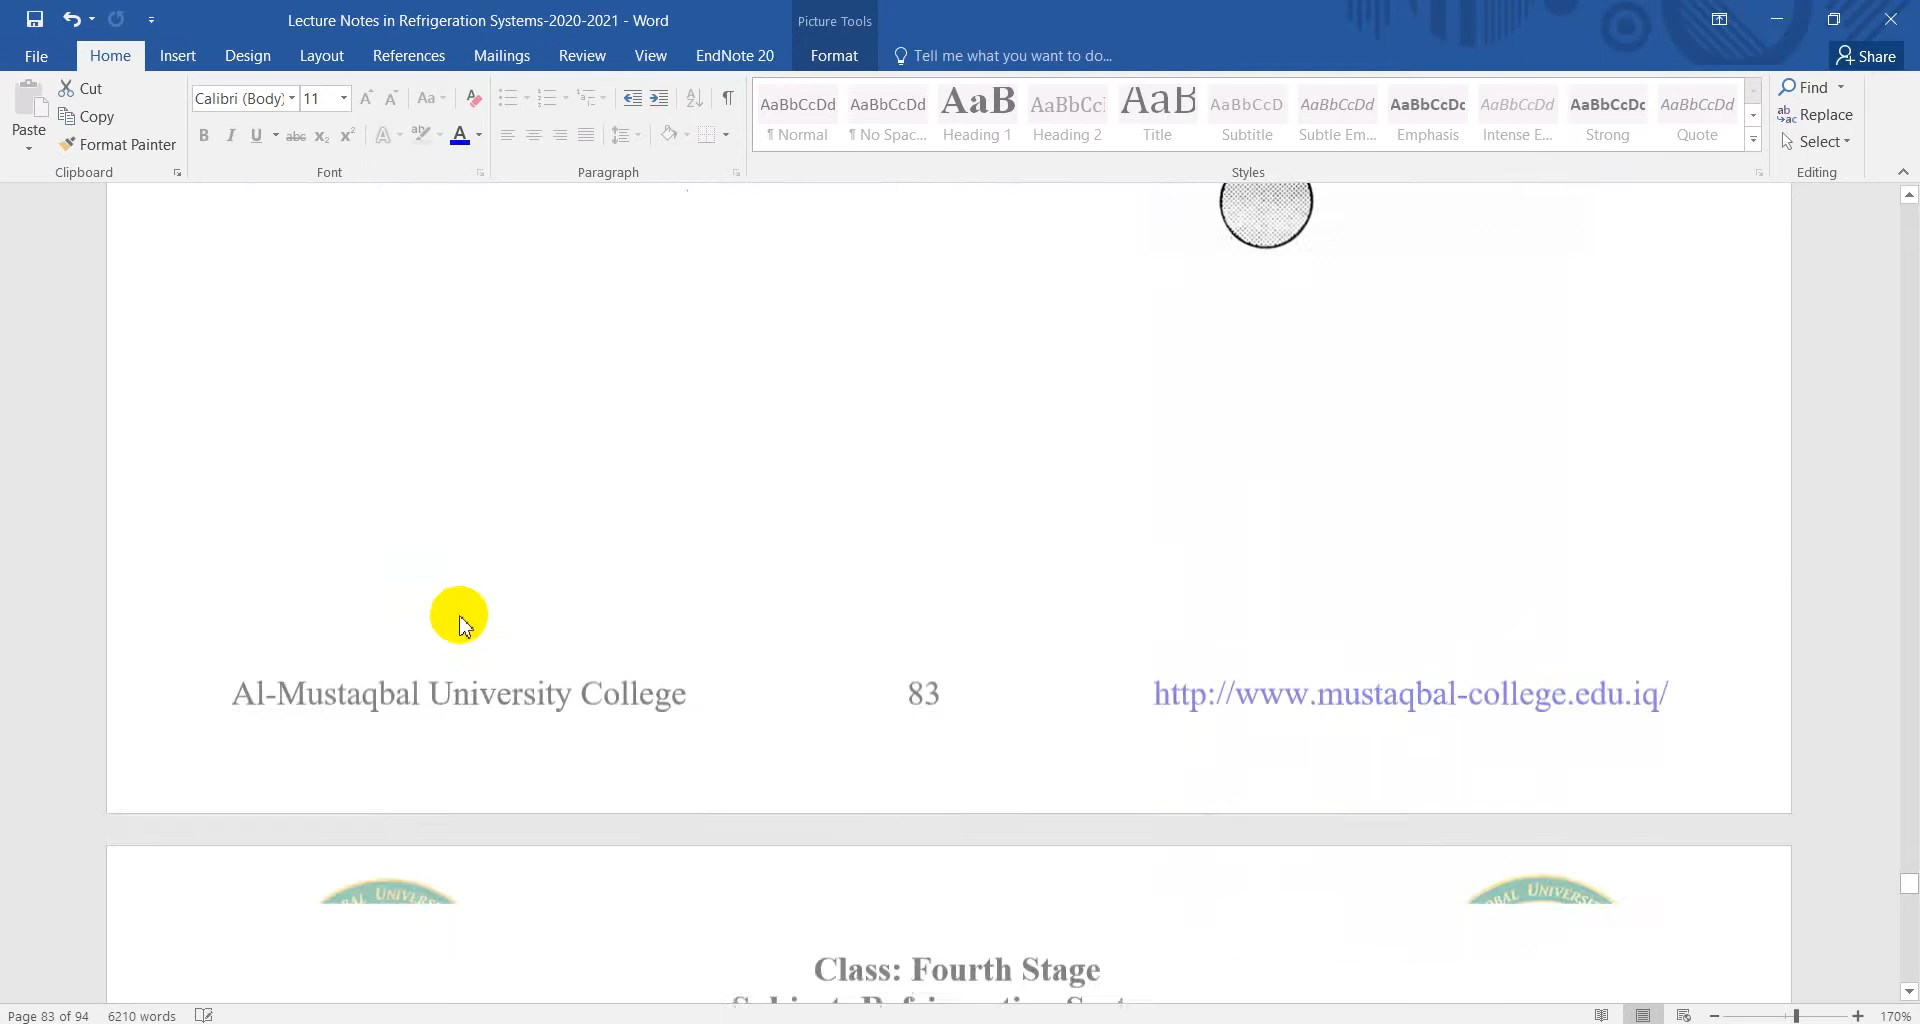 Lecture Notes in Refrigeration Systems-2020-2021 - Word
Picture Tools
File Home Insert Design Layout References Mailings Review View EndNote 20 Format Tell me what you want to do... Share
Paste
Cut
Copy
Format Painter
Clipboard
Calibri (Body) 11
Font
Paragraph
AaBbCcDd AaBbCcDd AaB AaBbCc AaB AaBbCcD AaBbCcDd AaBbCcDc AaBbCcDd AaBbCcDc AaBbCcDd
¶ Normal ¶ No Spac... Heading 1 Heading 2 Title Subtitle Subtle Em... Emphasis Intense E... Strong Quote
Styles
Find
Replace
Select
Editing
Al-Mustaqbal University College 83 http://www.mustaqbal-college.edu.iq/
Class: Fourth Stage
Page 83 of 94 6210 words 170%